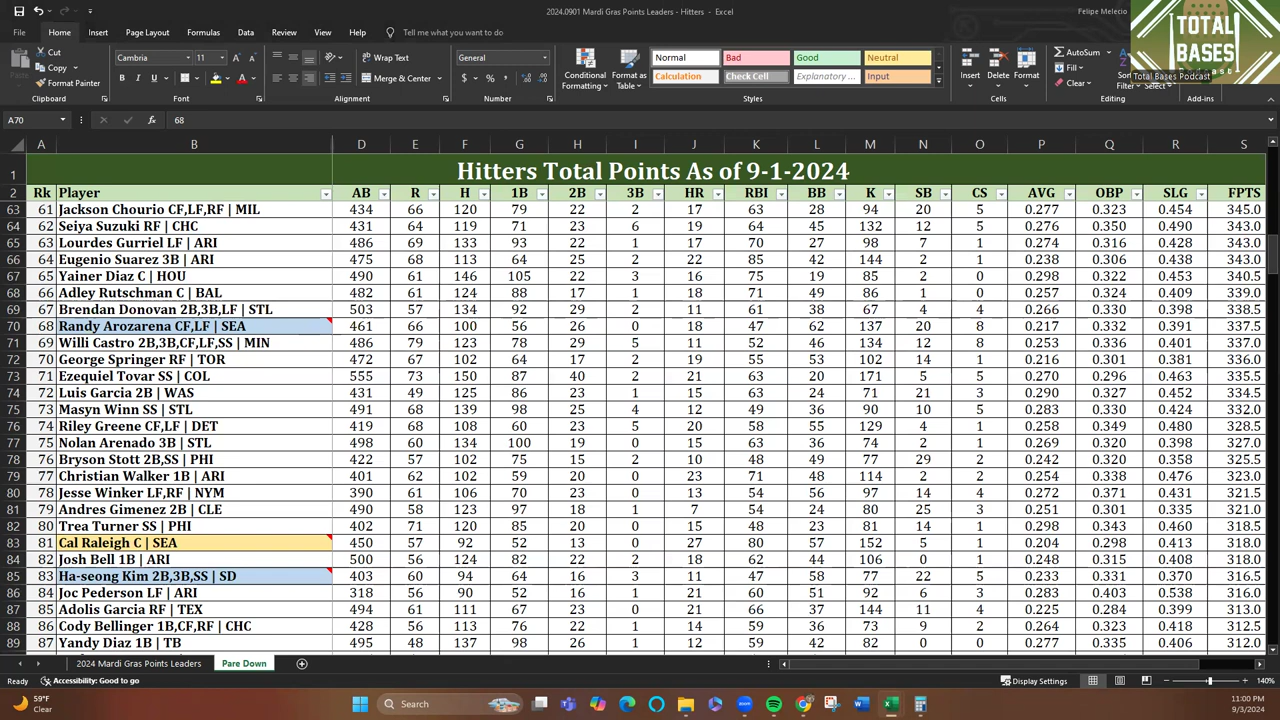 2024.0901 Mardi Gras Points Leaders - Hitters - Excel
Felipe Melecio
TOTAL BASES
Total Bases Podcast
File Home Insert Page Layout Formulas Data Review View Help Tell me what you want to do
Paste
Cut
Copy
Format Painter
Clipboard
Cambria 11
B I U
Font
Wrap Text
Merge & Center
Alignment
General
$ % ,
Number
Conditional Formatting
Format as Table
Normal Bad Good Neutral
Calculation Check Cell Explanatory ... Input
Styles
Insert Delete Format
Cells
AutoSum
Fill
Clear
Sort
Filter
Select
Editing
Add-ins
A70 fx 68
A B D E F G H I J K L M N O P Q R S
1 Hitters Total Points As of 9-1-2024
2 Rk Player AB R H 1B 2B 3B HR RBI BB K SB CS AVG OBP SLG FPTS
63 61 Jackson Chourio CF,LF,RF | MIL 434 66 120 79 22 2 17 63 28 94 20 5 0.277 0.323 0.454 345.0
64 62 Seiya Suzuki RF | CHC 431 64 119 71 23 6 19 64 45 132 12 5 0.276 0.350 0.490 343.0
65 63 Lourdes Gurriel LF | ARI 486 69 133 93 22 1 17 70 27 98 7 1 0.274 0.316 0.428 343.0
66 64 Eugenio Suarez 3B | ARI 475 68 113 64 25 2 22 85 42 144 2 1 0.238 0.306 0.438 343.0
67 65 Yainer Diaz C | HOU 490 61 146 105 22 3 16 75 19 85 2 0 0.298 0.322 0.453 340.5
68 66 Adley Rutschman C | BAL 482 61 124 88 17 1 18 71 49 86 1 0 0.257 0.324 0.409 339.0
69 67 Brendan Donovan 2B,3B,LF | STL 503 57 134 92 29 2 11 61 38 67 4 4 0.266 0.330 0.398 338.5
70 68 Randy Arozarena CF,LF | SEA 461 66 100 56 26 0 18 47 62 137 20 8 0.217 0.332 0.391 337.5
71 69 Willi Castro 2B,3B,CF,LF,SS | MIN 486 79 123 78 29 5 11 52 46 134 12 8 0.253 0.336 0.401 337.0
72 70 George Springer RF | TOR 472 67 102 64 17 2 19 55 53 102 14 1 0.216 0.301 0.381 336.0
73 71 Ezequiel Tovar SS | COL 555 73 150 87 40 2 21 63 20 171 5 5 0.270 0.296 0.463 335.5
74 72 Luis Garcia 2B | WAS 431 49 125 86 23 1 15 63 24 71 21 3 0.290 0.327 0.452 334.5
75 73 Masyn Winn SS | STL 491 68 139 98 25 4 12 49 36 90 10 5 0.283 0.330 0.424 332.0
76 74 Riley Greene CF,LF | DET 419 68 108 60 23 5 20 58 55 129 4 1 0.258 0.349 0.480 328.5
77 75 Nolan Arenado 3B | STL 498 60 134 100 19 0 15 63 36 74 2 1 0.269 0.320 0.398 327.0
78 76 Bryson Stott 2B,SS | PHI 422 57 102 75 15 2 10 48 49 77 29 2 0.242 0.320 0.358 325.5
79 77 Christian Walker 1B | ARI 401 62 102 59 20 0 23 71 48 114 2 0 0.254 0.338 0.476 323.0
80 78 Jesse Winker LF,RF | NYM 390 61 106 70 23 0 13 54 56 97 14 4 0.272 0.371 0.431 321.5
81 79 Andres Gimenez 2B | CLE 490 58 123 97 18 1 7 54 23 81 25 3 0.251 0.301 0.335 321.0
82 80 Trea Turner SS | PHI 402 71 120 85 20 0 15 48 23 81 14 1 0.298 0.343 0.460 318.5
83 81 Cal Raleigh C | SEA 450 57 92 52 13 0 27 80 57 152 5 1 0.204 0.298 0.413 318.0
84 82 Josh Bell 1B | ARI 500 56 124 82 22 2 18 62 44 106 0 0 0.248 0.315 0.408 318.0
85 83 Ha-seong Kim 2B,3B,SS | SD 403 60 94 64 16 3 11 47 58 77 22 5 0.233 0.331 0.370 316.5
86 84 Joc Pederson LF | ARI 318 56 90 52 16 1 21 60 51 92 6 3 0.283 0.403 0.538 316.0
87 85 Adolis Garcia RF | TEX 494 61 111 67 23 0 21 66 37 144 11 4 0.225 0.284 0.399 313.0
88 86 Cody Bellinger 1B,CF,RF | CHC 428 56 113 76 22 1 14 59 36 73 9 2 0.264 0.323 0.418 312.0
89 87 Yandy Diaz 1B | TB 495 48 137 98 26 1 12 59 42 82 0 0 0.277 0.335 0.406 312.0
2024 Mardi Gras Points Leaders Pare Down
Ready Accessibility: Good to go Display Settings 140%
59°F
Clear
Search
11:00 PM
9/3/2024